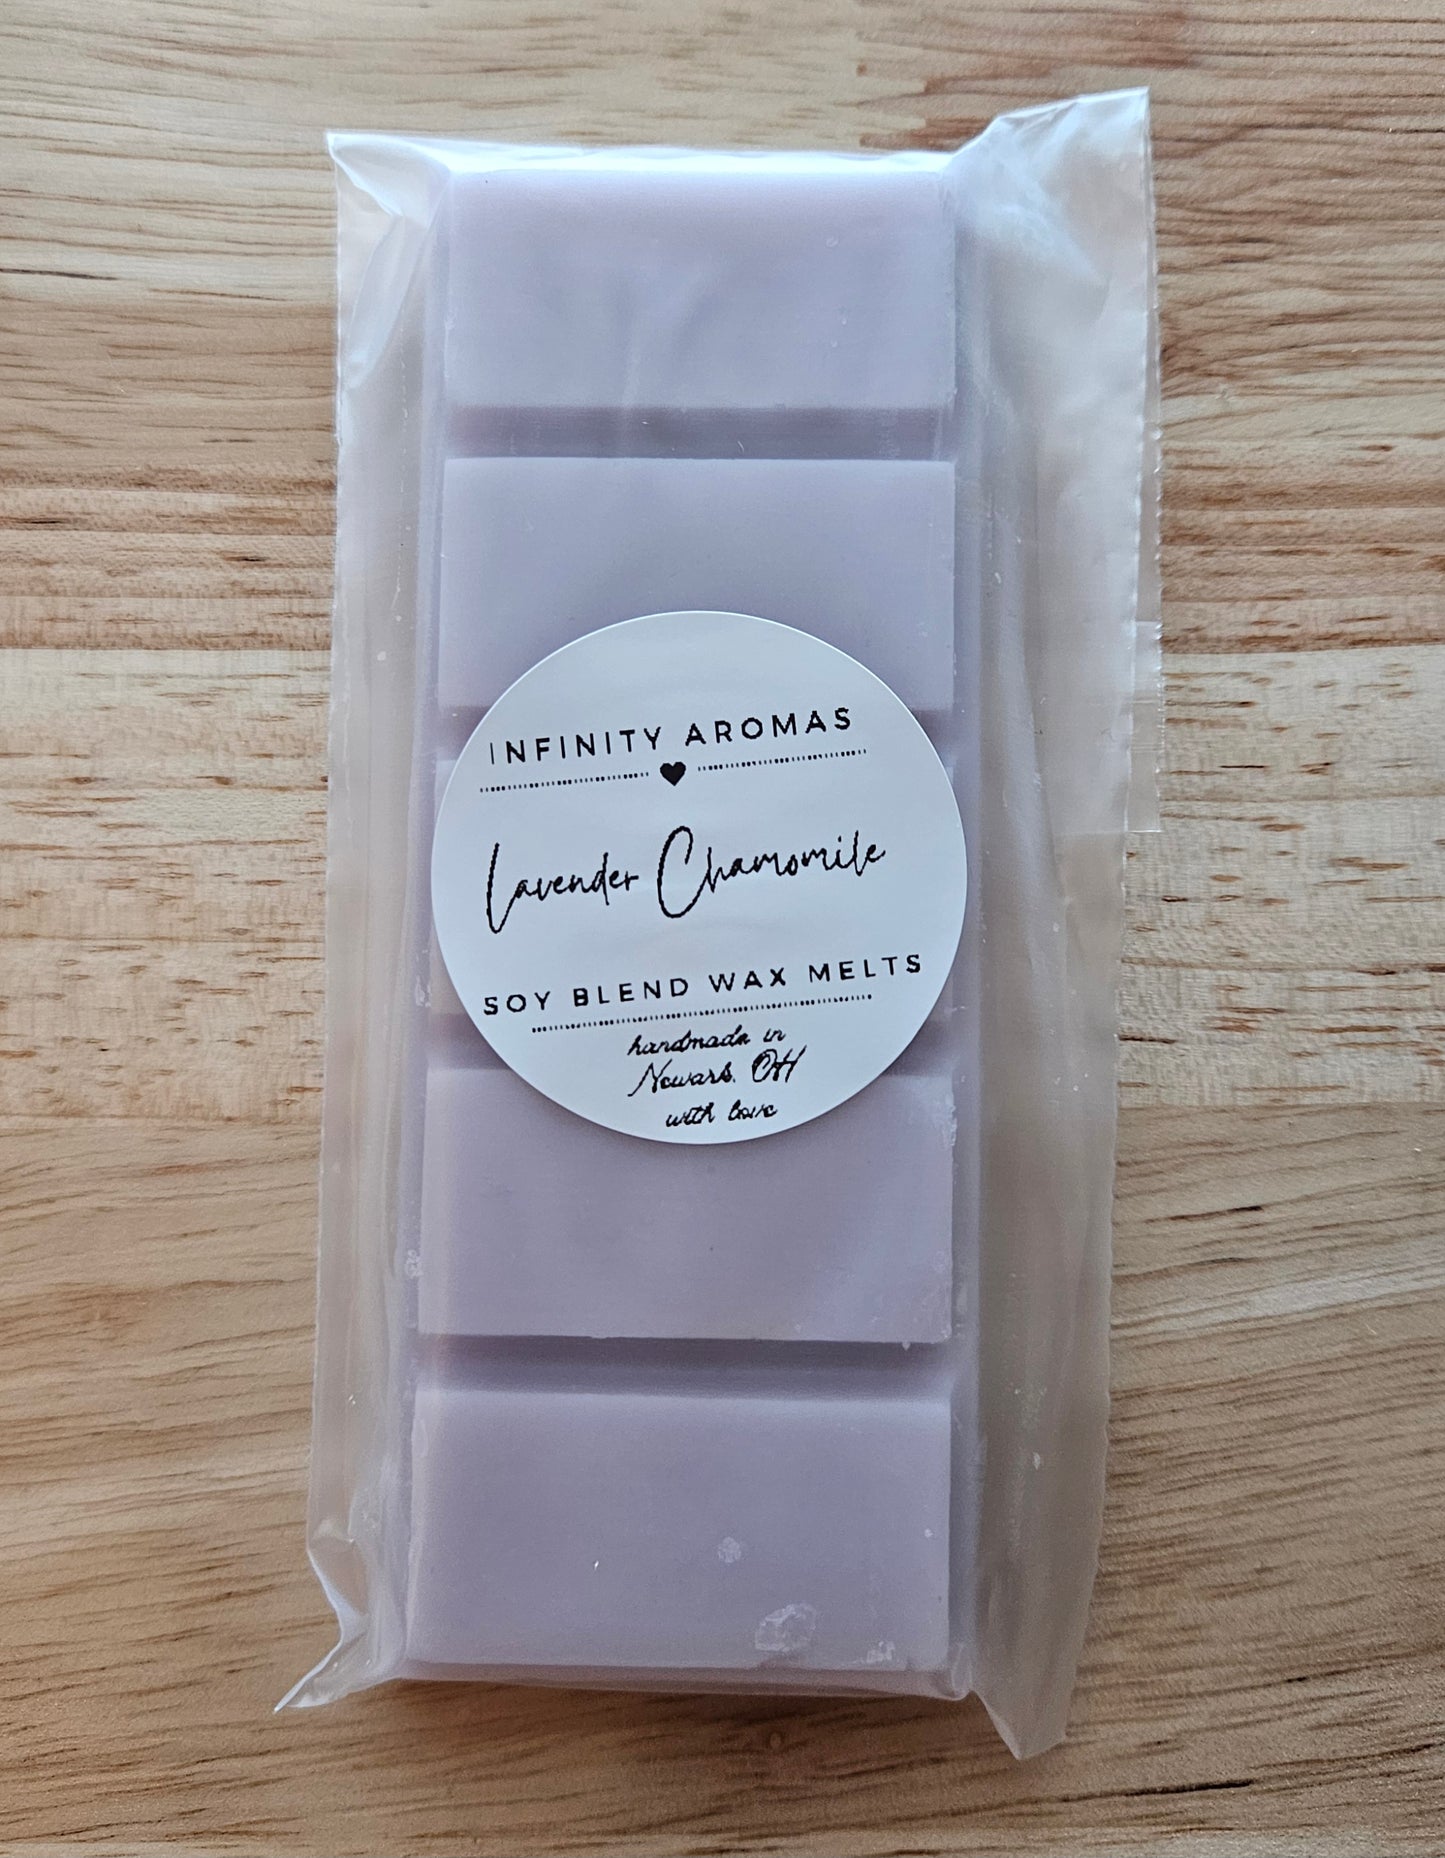 INFINITY AROMAS
Lavender Chamomile
SOY BLEND WAX MELTS
handmade in
Newark, OH
with love